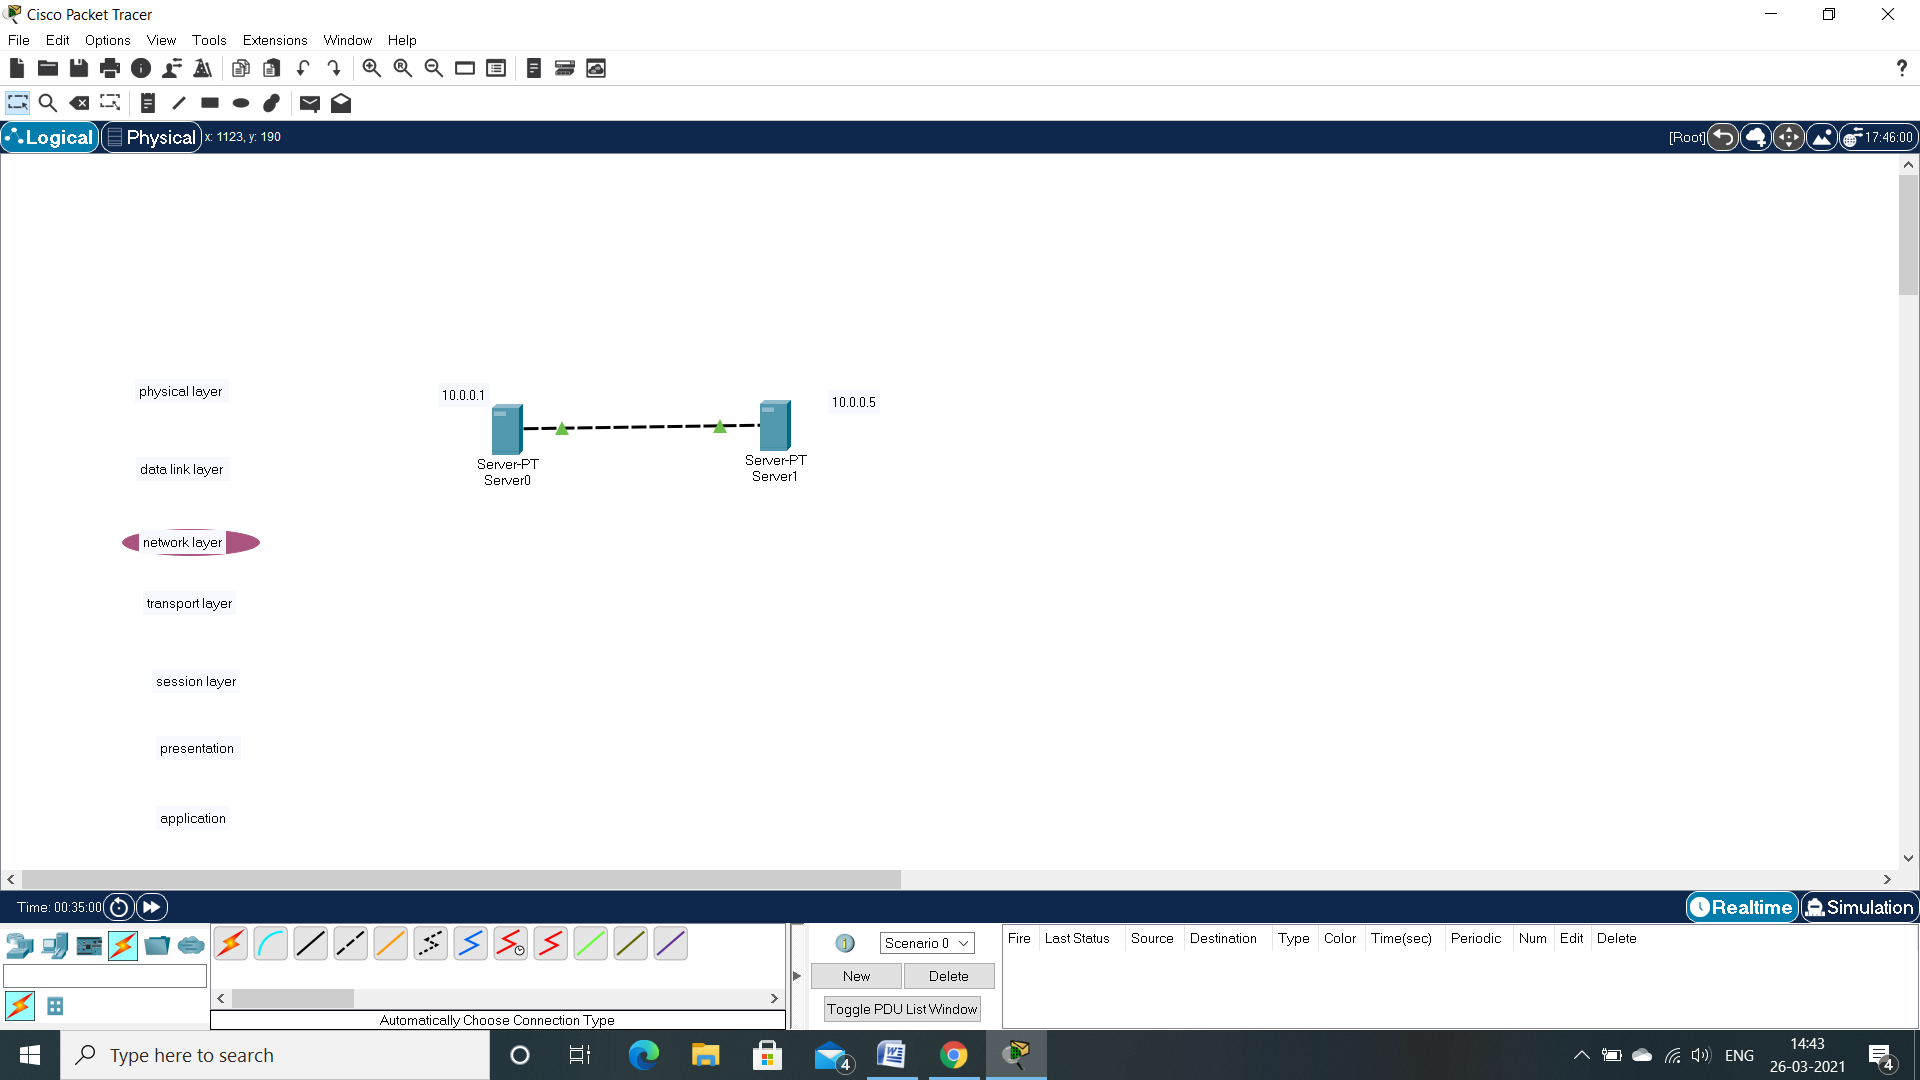 Cisco Packet Tracer
File Edit Options View Tools Extensions Window Help
?
Logical Physical x: 1123, y: 190
[Root] 17:46:00
physical layer
10.0.0.1
10.0.0.5
Server-PT
Server0
Server-PT
Server1
data link layer
network layer
transport layer
session layer
presentation
application
Time: 00:35:00
Realtime Simulation
1 Scenario 0
New Delete
Toggle PDU List Window
Fire Last Status Source Destination Type Color Time(sec) Periodic Num Edit Delete
Automatically Choose Connection Type
Type here to search
4
ENG
14:43
26-03-2021
4